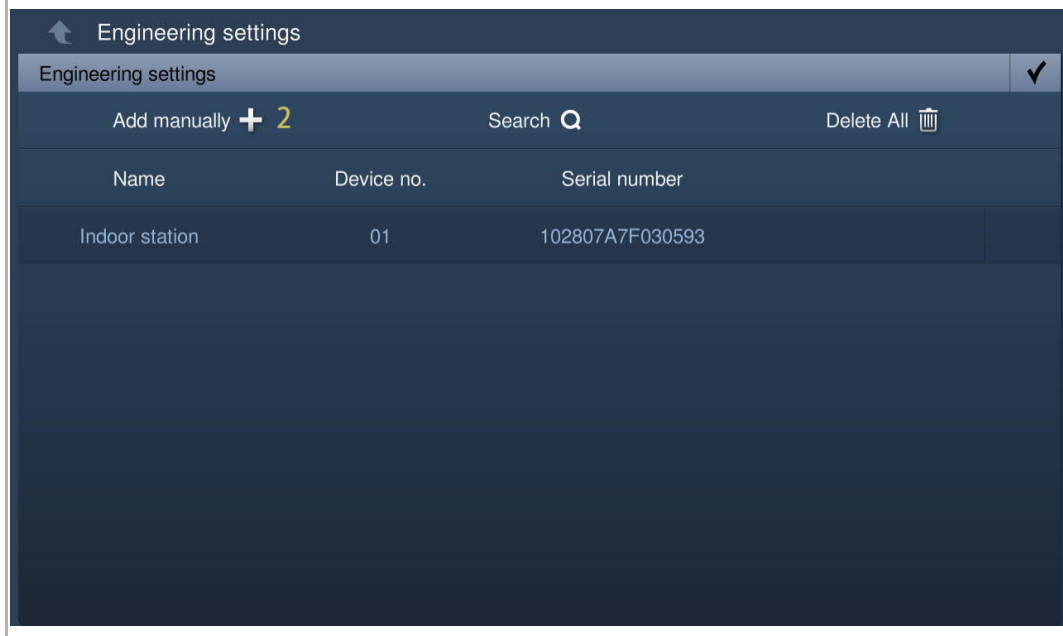 Engineering settings
Engineering settings
Add manually 2 Search Delete All
Name Device no. Serial number
Indoor station 01 102807A7F030593